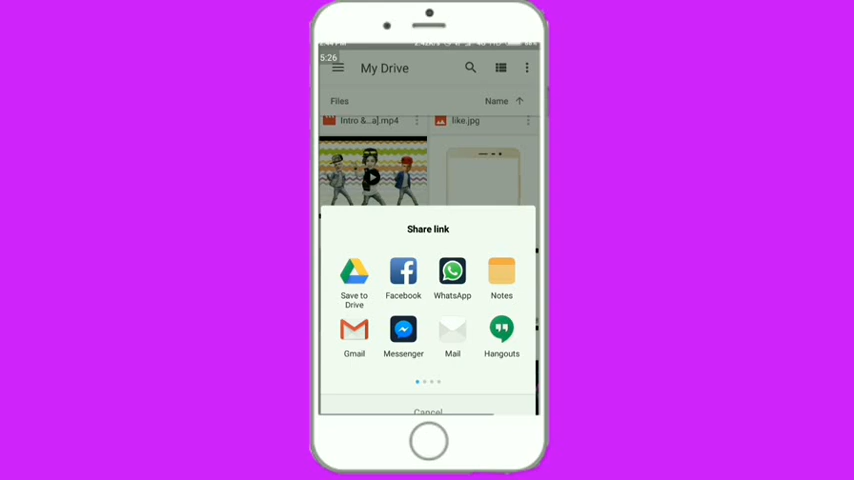 5:26
My Drive
Files
Name
Intro &..a].mp4
like.jpg
Share link
Save to
Drive
Facebook
WhatsApp
Notes
Gmail
Messenger
Mail
Hangouts
Cancel